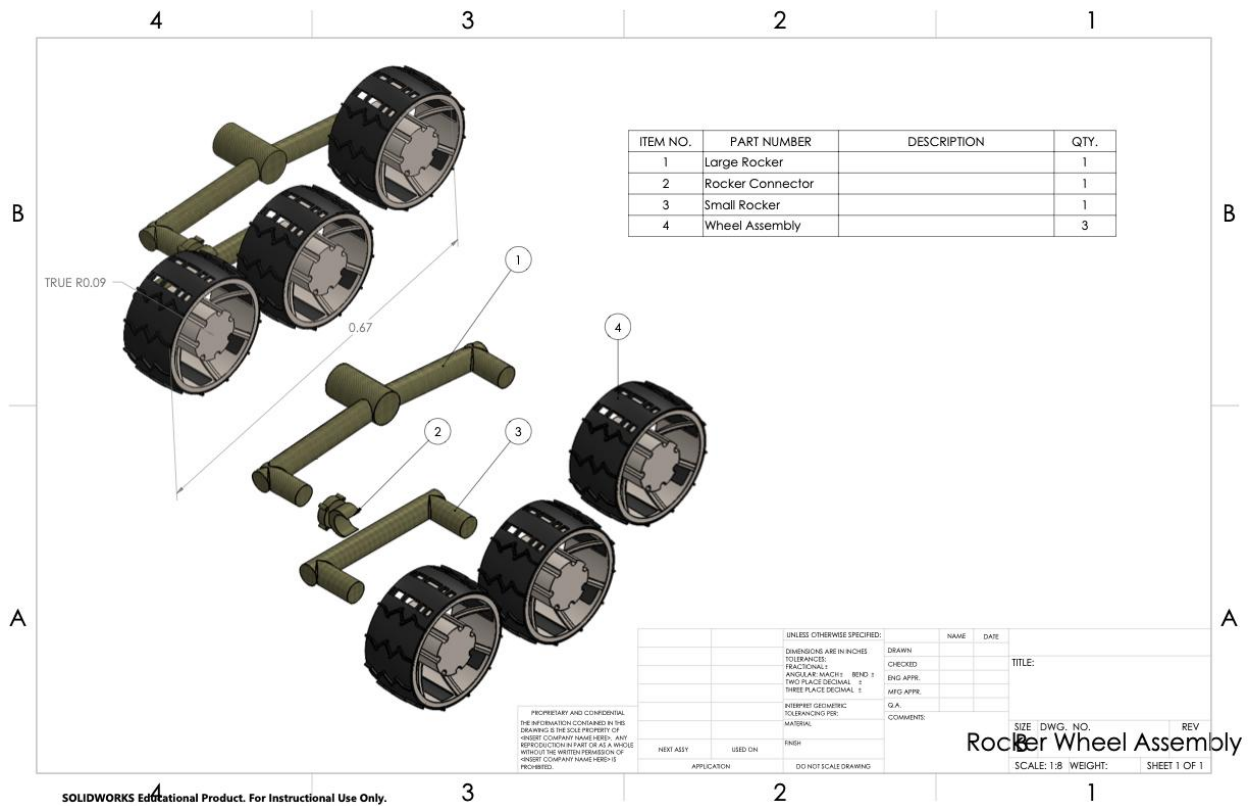 4 3 2 1
B B
A A
TRUE R0.09
0.67
1
2
3
4
ITEM NO. PART NUMBER DESCRIPTION QTY.
1 Large Rocker 1
2 Rocker Connector 1
3 Small Rocker 1
4 Wheel Assembly 3
PROPRIETARY AND CONFIDENTIAL
THE INFORMATION CONTAINED IN THIS
DRAWING IS THE SOLE PROPERTY OF
<INSERT COMPANY NAME HERE>. ANY
REPRODUCTION IN PART OR AS A WHOLE
WITHOUT THE WRITTEN PERMISSION OF
<INSERT COMPANY NAME HERE> IS
PROHIBITED.
NEXT ASSY USED ON
APPLICATION
UNLESS OTHERWISE SPECIFIED:
DIMENSIONS ARE IN INCHES
TOLERANCES:
FRACTIONAL ±
ANGULAR: MACH ± BEND ±
TWO PLACE DECIMAL ±
THREE PLACE DECIMAL ±
INTERPRET GEOMETRIC
TOLERANCING PER:
MATERIAL
FINISH
DO NOT SCALE DRAWING
NAME DATE
DRAWN
CHECKED
ENG APPR.
MFG APPR.
Q.A.
COMMENTS:
TITLE:
SIZE DWG. NO. REV
B
Rocker Wheel Assembly
SCALE: 1:8 WEIGHT: SHEET 1 OF 1
4 3 2 1
SOLIDWORKS Educational Product. For Instructional Use Only.